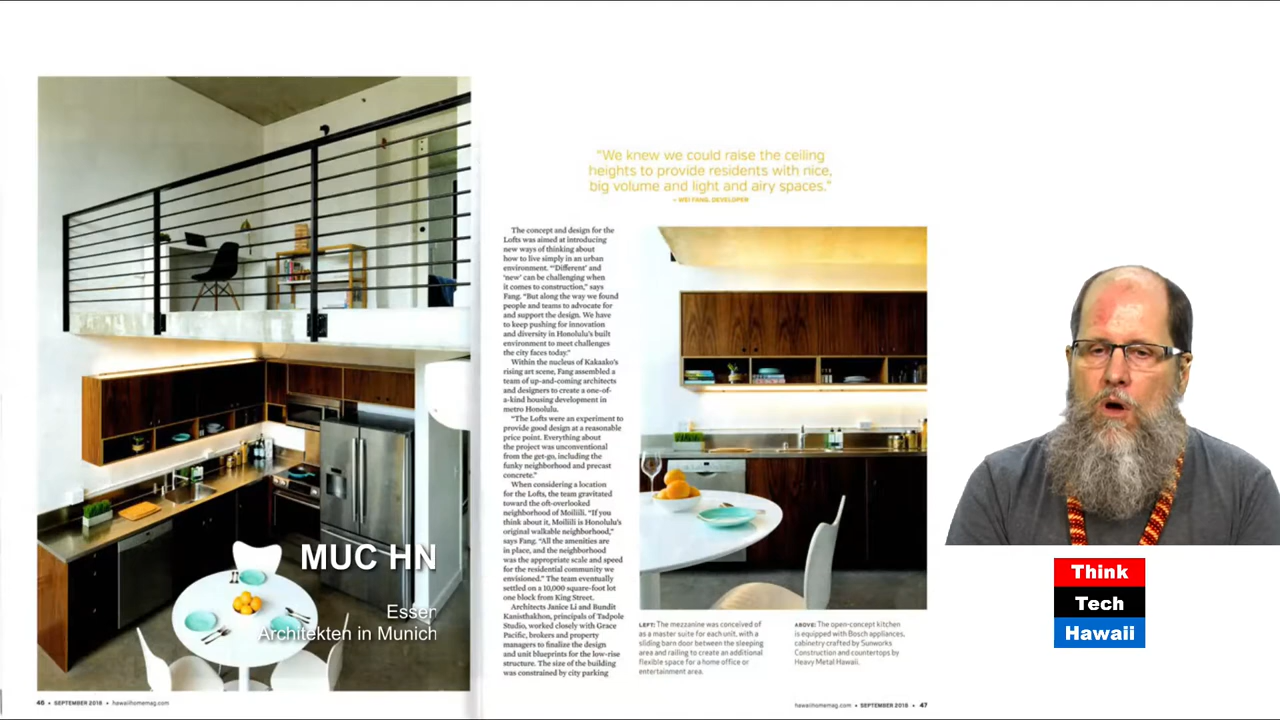 "We knew we could raise the ceiling
heights to provide residents with nice,
big volume and light and airy spaces."
– WEI FANG, DEVELOPER
The concept and design for the
Lofts was aimed at introducing
new ways of thinking about
how to live simply in an urban
environment. "'Different' and
'new' can be challenging when
it comes to construction," says
Fang. "But along the way we found
people and teams to advocate for
and support the design. We have
to keep pushing for innovation
and diversity in Honolulu's built
environment to meet challenges
the city faces today."
Within the nucleus of Kakaako's
rising art scene, Fang assembled a
team of up-and-coming architects
and designers to create a one-of-
a-kind housing development in
metro Honolulu.
"The Lofts were an experiment to
provide good design at a reasonable
price point. Everything about
the project was unconventional
from the get-go, including the
funky neighborhood and precast
concrete."
When considering a location
for the Lofts, the team gravitated
toward the oft-overlooked
neighborhood of Moiliili. "If you
think about it, Moiliili is Honolulu's
original walkable neighborhood,"
says Fang. "All the amenities are
in place, and the neighborhood
was the appropriate scale and speed
for the residential community we
envisioned." The team eventually
settled on a 10,000 square-foot lot
one block from King Street.
Architects Janice Li and Bundit
Kanisthakhon, principals of Tadpole
Studio, worked closely with Grace
Pacific, brokers and property
managers to finalize the design
and unit blueprints for the low-rise
structure. The size of the building
was constrained by city parking
LEFT: The mezzanine was conceived of
as a master suite for each unit, with a
sliding barn door between the sleeping
area and railing to create an additional
flexible space for a home office or
entertainment area.
ABOVE: The open-concept kitchen
is equipped with Bosch appliances,
cabinetry crafted by Sunworks
Construction and countertops by
Heavy Metal Hawaii.
46 • SEPTEMBER 2018 • hawaiihomemag.com
hawaiihomemag.com • SEPTEMBER 2018 • 47
MUC HN
Esser
Architekten in Munich
Think
Tech
Hawaii